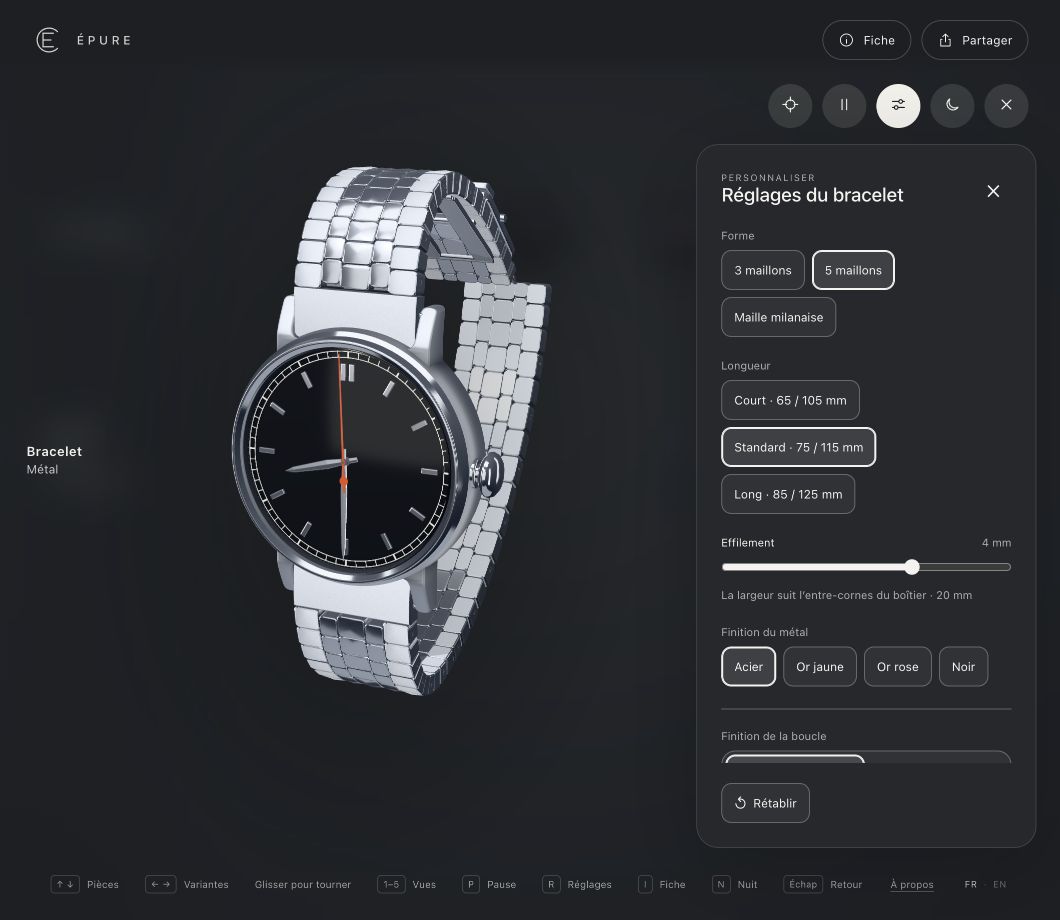 ÉPURE
Fiche
Partager
PERSONNALISER
Réglages du bracelet
Forme
3 maillons
5 maillons
Maille milanaise
Longueur
Court · 65 / 105 mm
Standard · 75 / 115 mm
Long · 85 / 125 mm
Effilement
4 mm
La largeur suit l'entre-cornes du boîtier · 20 mm
Finition du métal
Acier
Or jaune
Or rose
Noir
Finition de la boucle
Rétablir
Bracelet
Métal
↑ ↓ Pièces
← → Variantes
Glisser pour tourner
1–5 Vues
P Pause
R Réglages
I Fiche
N Nuit
Échap Retour
À propos
FR · EN